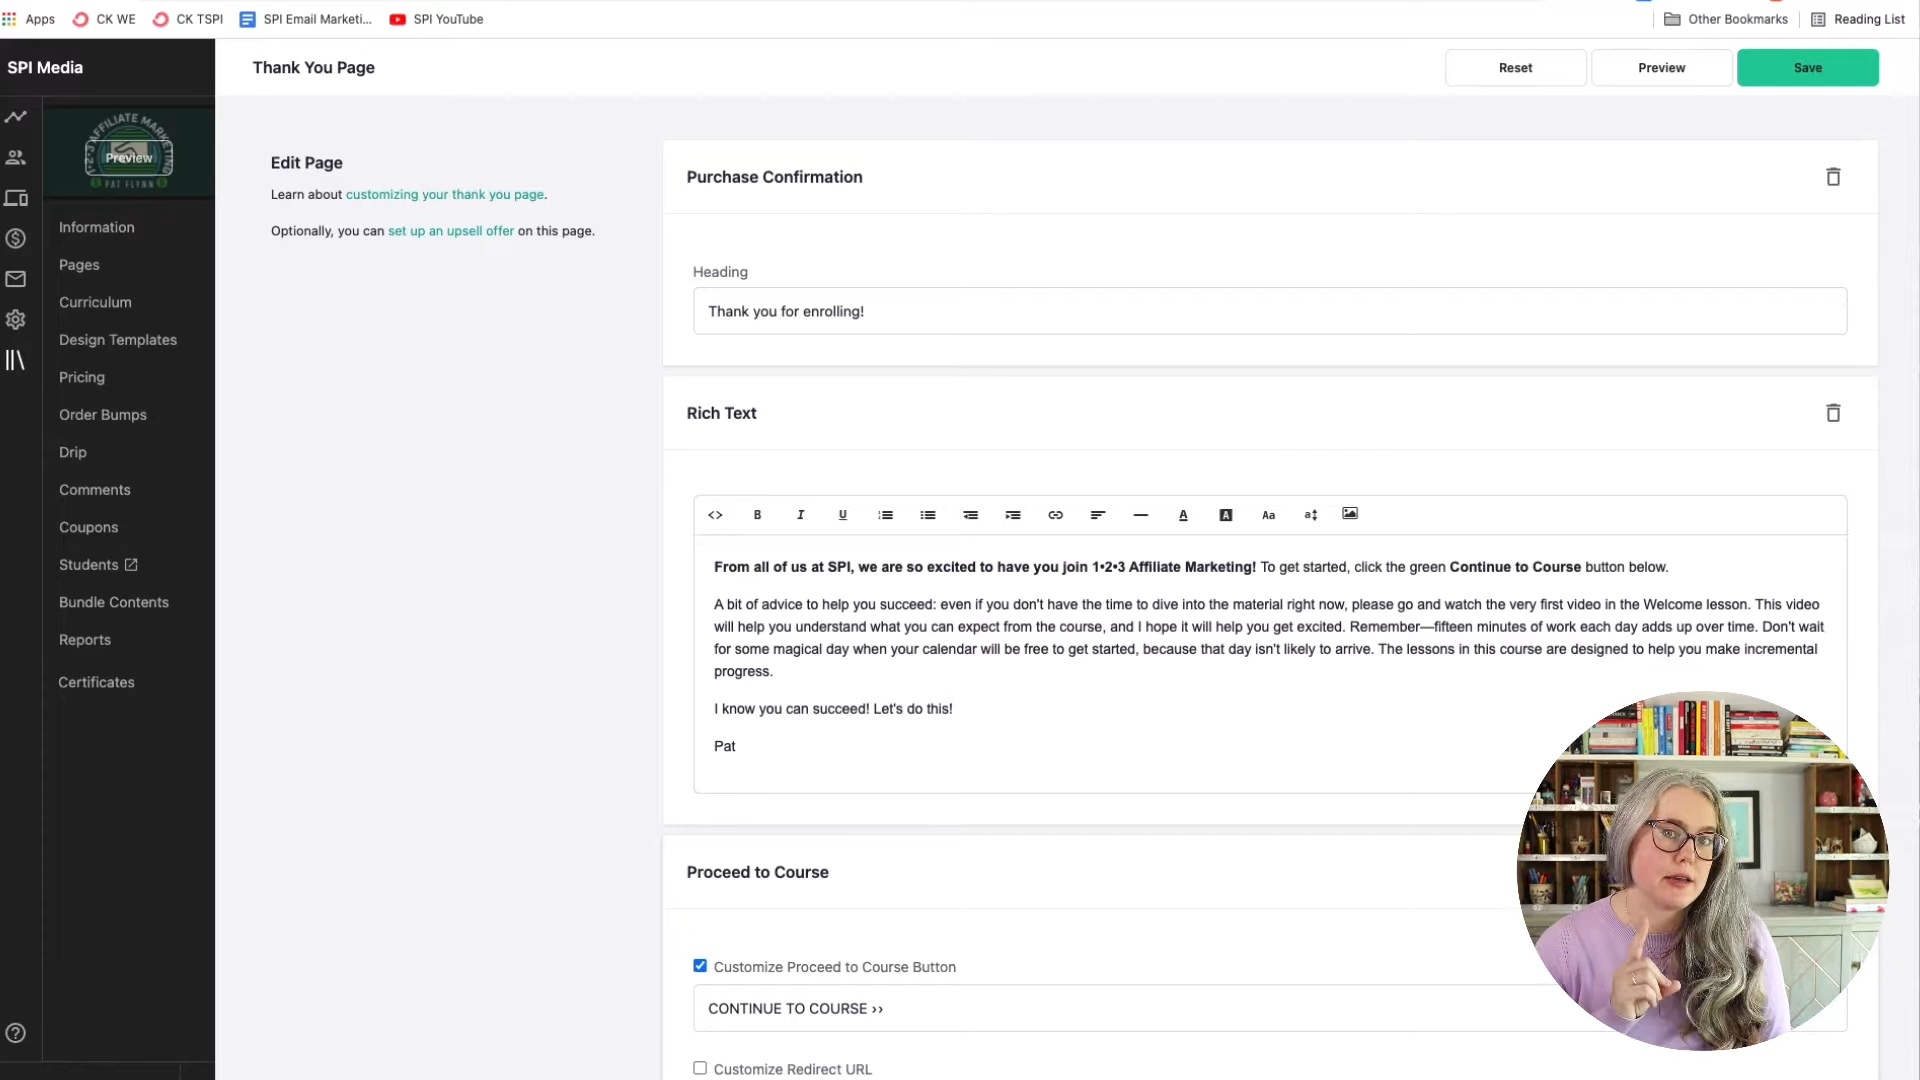 Apps
CK WE
CK TSPI
SPI Email Marketi...
SPI YouTube
Other Bookmarks
Reading List
SPI Media
Thank You Page
Reset
Preview
Save
1•2•3 AFFILIATE MARKETING
Preview
PAT FLYNN
Information
Pages
Curriculum
Design Templates
Pricing
Order Bumps
Drip
Comments
Coupons
Students
Bundle Contents
Reports
Certificates
Edit Page
Learn about customizing your thank you page.
Optionally, you can set up an upsell offer on this page.
Purchase Confirmation
Heading
Thank you for enrolling!
Rich Text
<> B I U A A Aa a
From all of us at SPI, we are so excited to have you join 1•2•3 Affiliate Marketing! To get started, click the green Continue to Course button below.
A bit of advice to help you succeed: even if you don't have the time to dive into the material right now, please go and watch the very first video in the Welcome lesson. This video
will help you understand what you can expect from the course, and I hope it will help you get excited. Remember—fifteen minutes of work each day adds up over time. Don't wait
for some magical day when your calendar will be free to get started, because that day isn't likely to arrive. The lessons in this course are designed to help you make incremental
progress.
I know you can succeed! Let's do this!
Pat
Proceed to Course
Customize Proceed to Course Button
CONTINUE TO COURSE ››
Customize Redirect URL